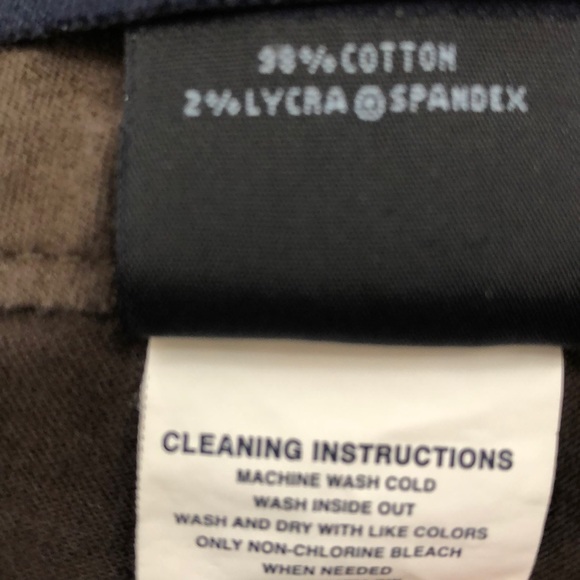 98% COTTON
2% LYCRA® SPANDEX
CLEANING INSTRUCTIONS
MACHINE WASH COLD
WASH INSIDE OUT
WASH AND DRY WITH LIKE COLORS
ONLY NON-CHLORINE BLEACH
WHEN NEEDED